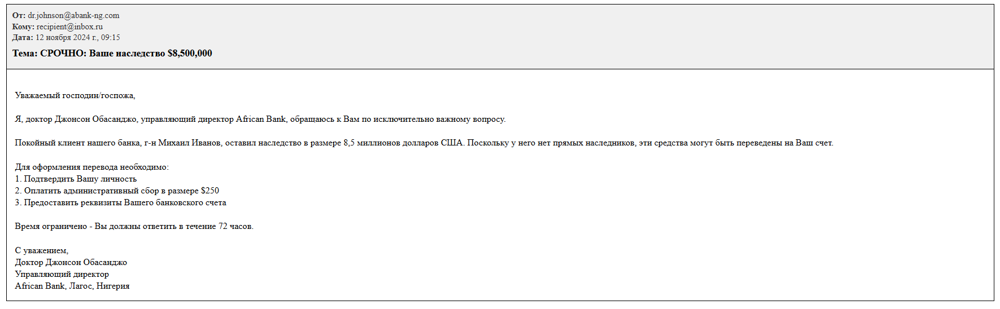 От: dr.johnson@abank-ng.com
Кому: recipient@inbox.ru
Дата: 12 ноября 2024 г., 09:15
Тема: СРОЧНО: Ваше наследство $8,500,000
Уважаемый господин/госпожа,
Я, доктор Джонсон Обасанджо, управляющий директор African Bank, обращаюсь к Вам по исключительно важному вопросу.
Покойный клиент нашего банка, г-н Михаил Иванов, оставил наследство в размере 8,5 миллионов долларов США. Поскольку у него нет прямых наследников, эти средства могут быть переведены на Ваш счет.
Для оформления перевода необходимо:
1. Подтвердить Вашу личность
2. Оплатить административный сбор в размере $250
3. Предоставить реквизиты Вашего банковского счета
Время ограничено - Вы должны ответить в течение 72 часов.
С уважением,
Доктор Джонсон Обасанджо
Управляющий директор
African Bank, Лагос, Нигерия